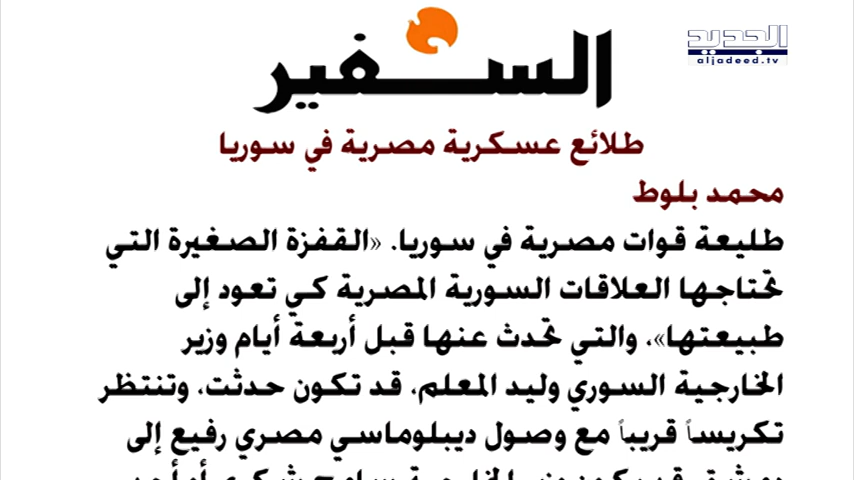 السفير
الجديد
aljadeed.tv
طلائع عسكرية مصرية في سوريا
محمد بلوط
طليعة قوات مصرية في سوريا. «القفزة الصغيرة التي
تحتاجها العلاقات السورية المصرية كي تعود إلى
طبيعتها»، والتي تحدث عنها قبل أربعة أيام وزير
الخارجية السوري وليد المعلم، قد تكون حدثت، وتنتظر
تكريساً قريباً مع وصول ديبلوماسي مصري رفيع إلى